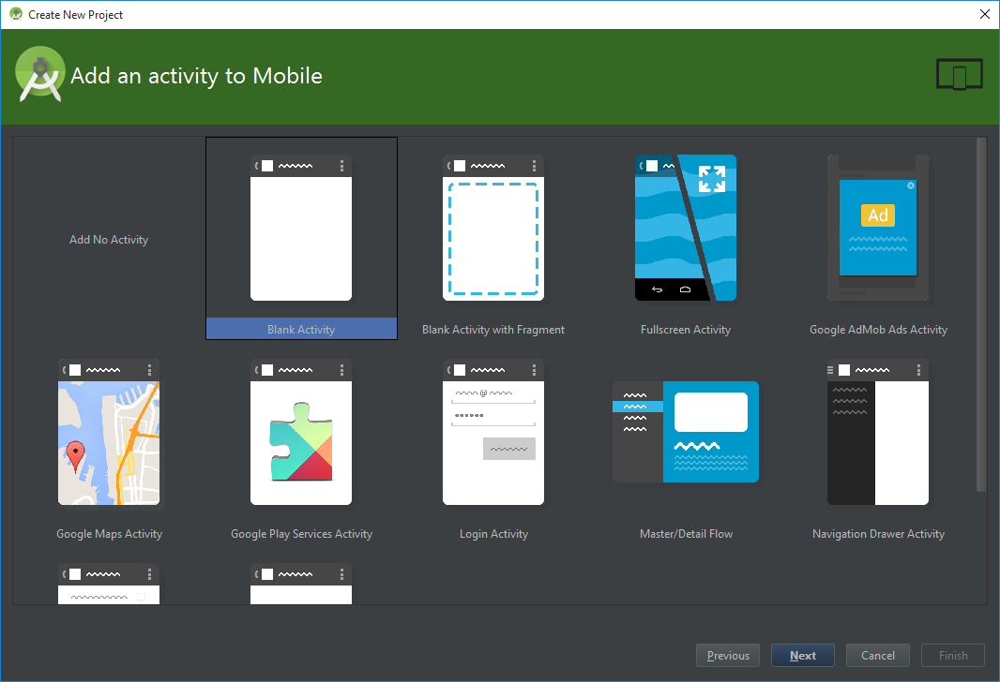 Create New Project
Add an activity to Mobile
Add No Activity
Blank Activity
Blank Activity with Fragment
Fullscreen Activity
Ad
Google AdMob Ads Activity
@
Google Maps Activity
Google Play Services Activity
Login Activity
Master/Detail Flow
Navigation Drawer Activity
Previous
Next
Cancel
Finish